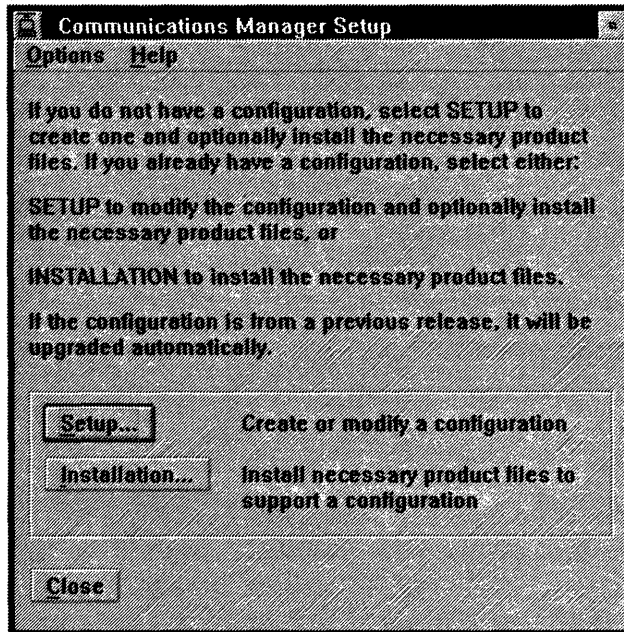 Communications Manager Setup
Options Help
If you do not have a configuration, select SETUP to
create one and optionally install the necessary product
files. If you already have a configuration, select either:
SETUP to modify the configuration and optionally install
the necessary product files, or
INSTALLATION to install the necessary product files.
If the configuration is from a previous release, it will be
upgraded automatically.
Setup... Create or modify a configuration
Installation... Install necessary product files to
support a configuration
Close